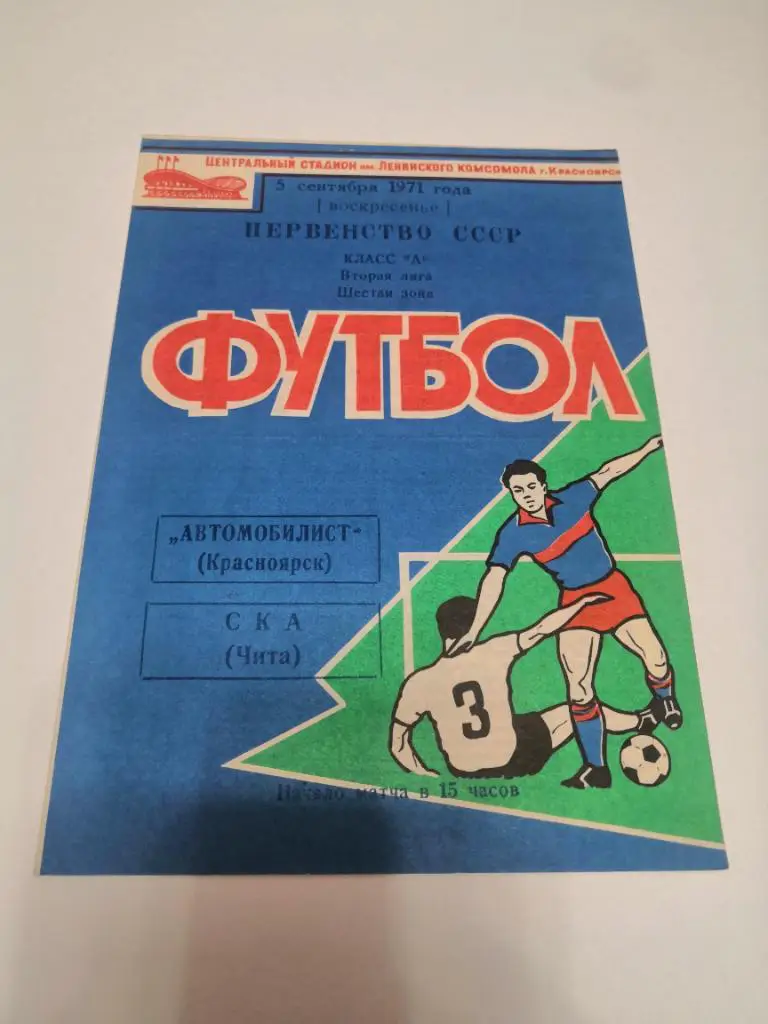 ЦЕНТРАЛЬНЫЙ СТАДИОН им. ЛЕНИНСКОГО КОМСОМОЛА г. КРАСНОЯРСК
5 сентября 1971 года
[ воскресенье ]
ПЕРВЕНСТВО СССР
КЛАСС "А"
Вторая лига
Шестая зона
ФУТБОЛ
„АВТОМОБИЛИСТ"
(Красноярск)
СКА
(Чита)
3
Начало матча в 15 часов